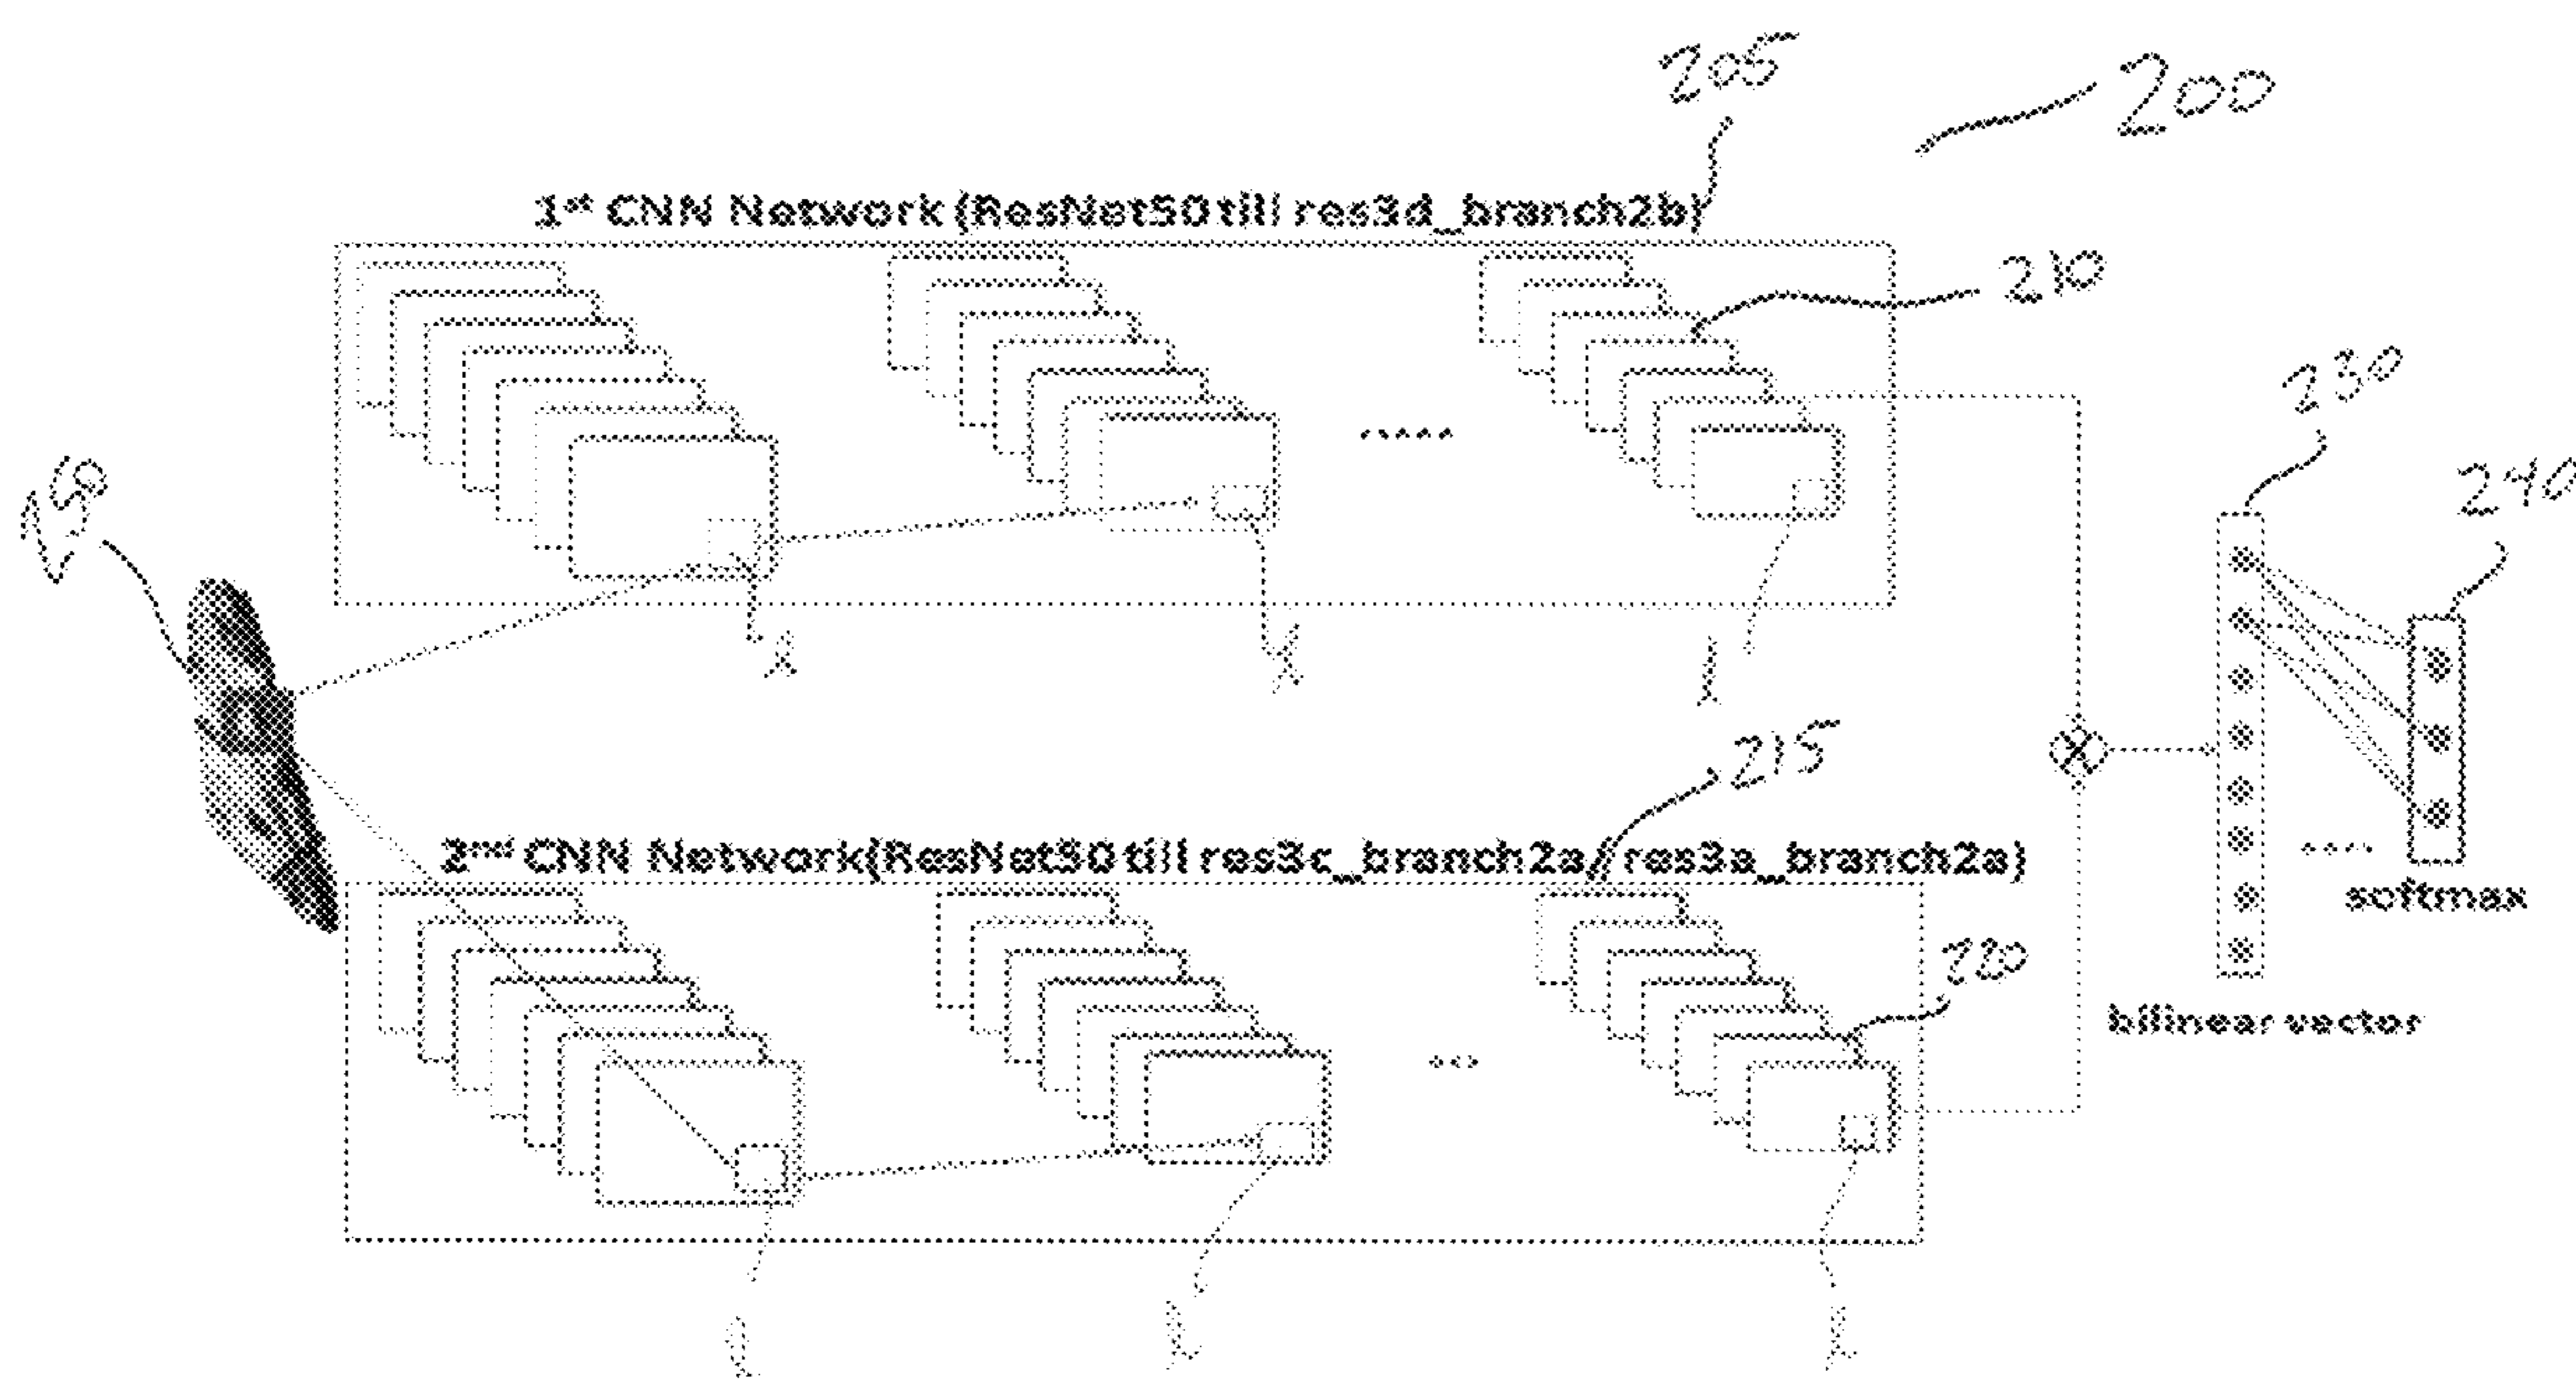 205
200
1st CNN Network (ResNet50 till res3d_branch2b)
210
230
240
215
2nd CNN Network(ResNet50 till res3c_branch2a/ res3a_branch2a)
softmax
220
bilinear vector